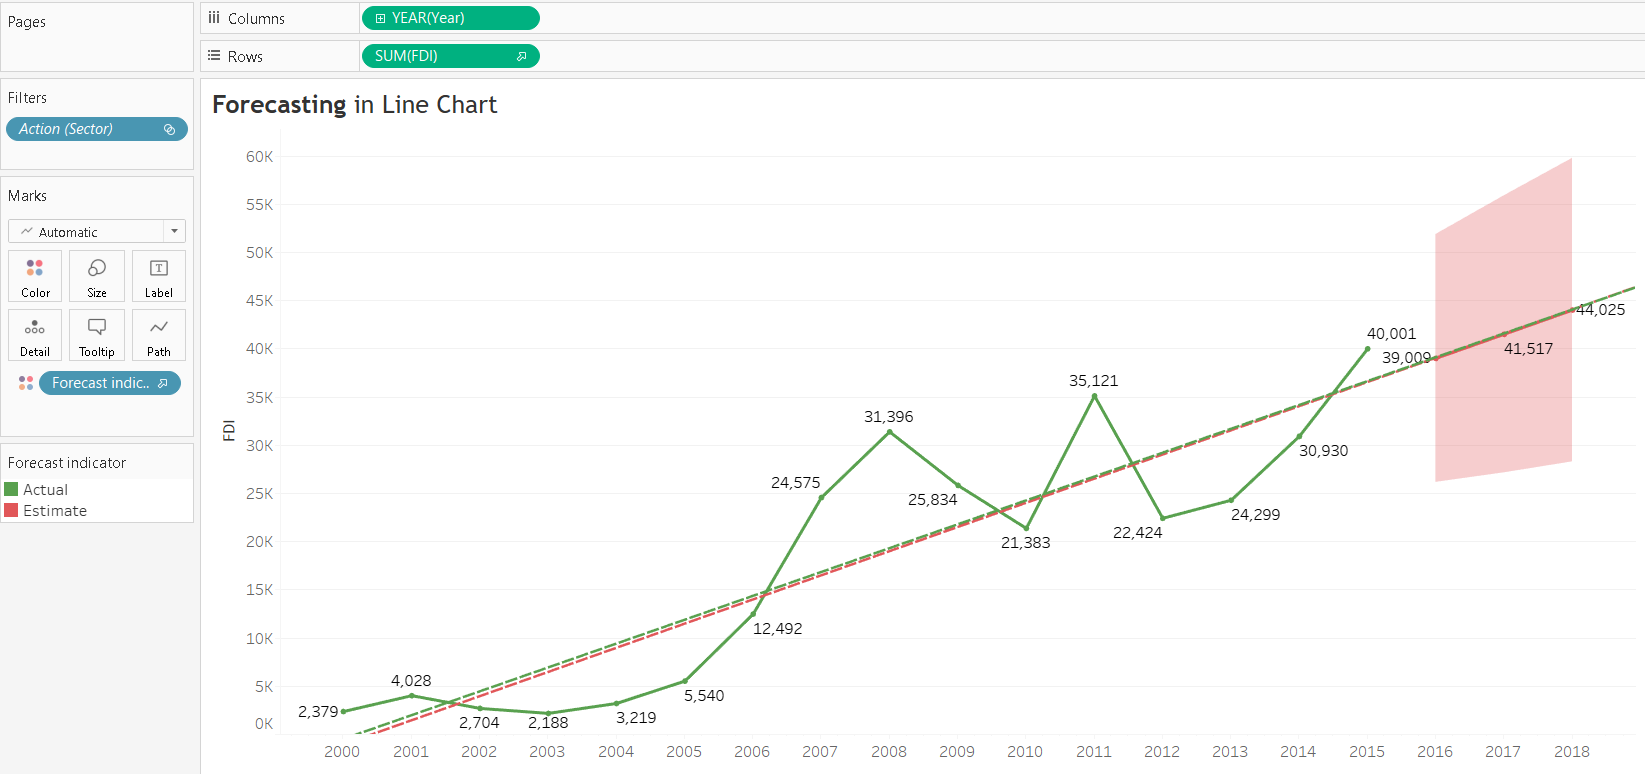 Pages
Columns
YEAR(Year)
Rows
SUM(FDI)
Filters
Action (Sector)
Marks
Automatic
Color
Size
Label
T
Detail
Tooltip
Path
Forecast indic..
Forecast indicator
Actual
Estimate
Forecasting in Line Chart
FDI
60K
55K
50K
45K
40K
35K
30K
25K
20K
15K
10K
5K
0K
2,379
4,028
2,704
2,188
3,219
5,540
12,492
24,575
31,396
25,834
21,383
35,121
22,424
24,299
30,930
40,001
39,009
41,517
44,025
2000 2001 2002 2003 2004 2005 2006 2007 2008 2009 2010 2011 2012 2013 2014 2015 2016 2017 2018